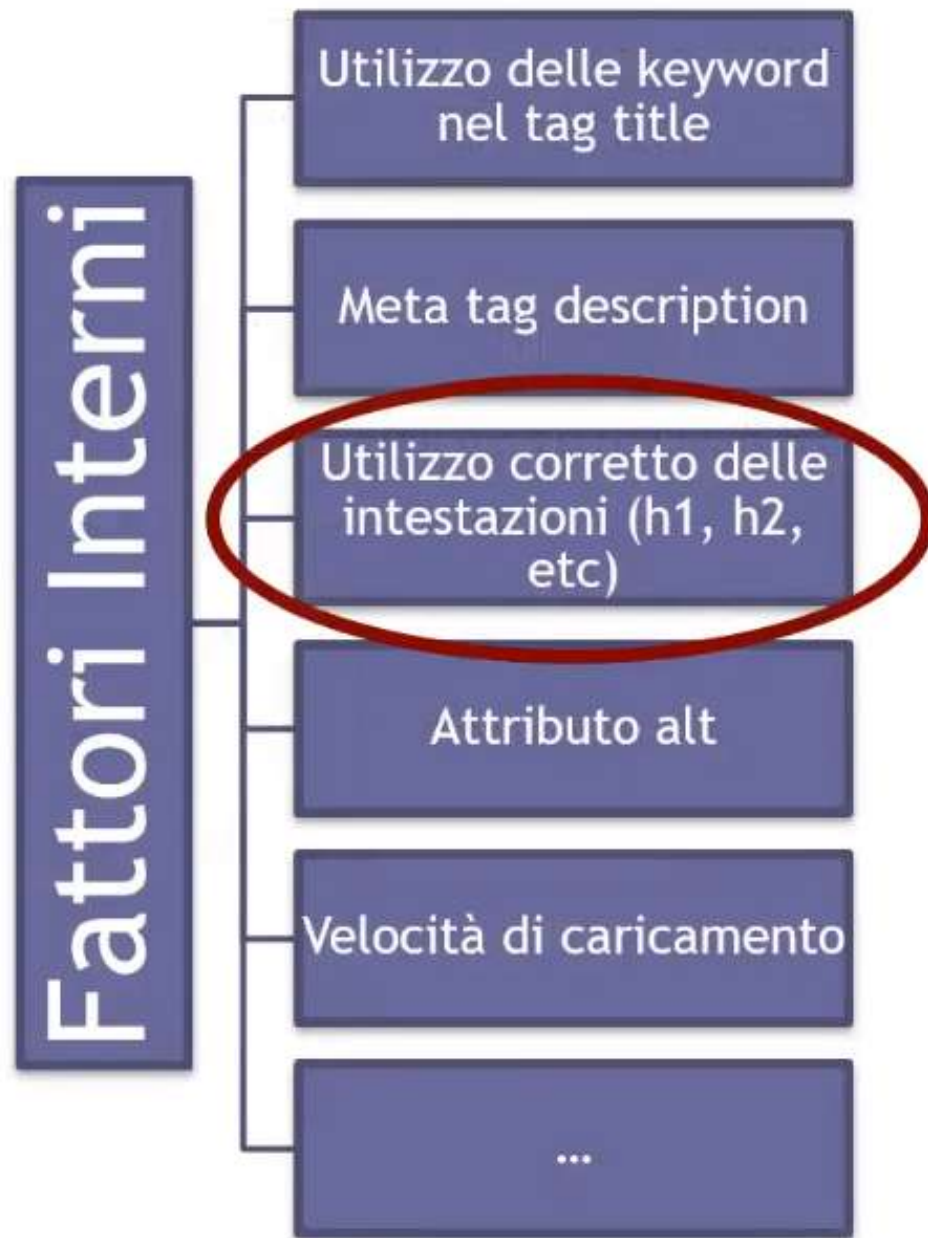 Fattori Interni
Utilizzo delle keyword
nel tag title
Meta tag description
Utilizzo corretto delle
intestazioni (h1, h2,
etc)
Attributo alt
Velocità di caricamento
...